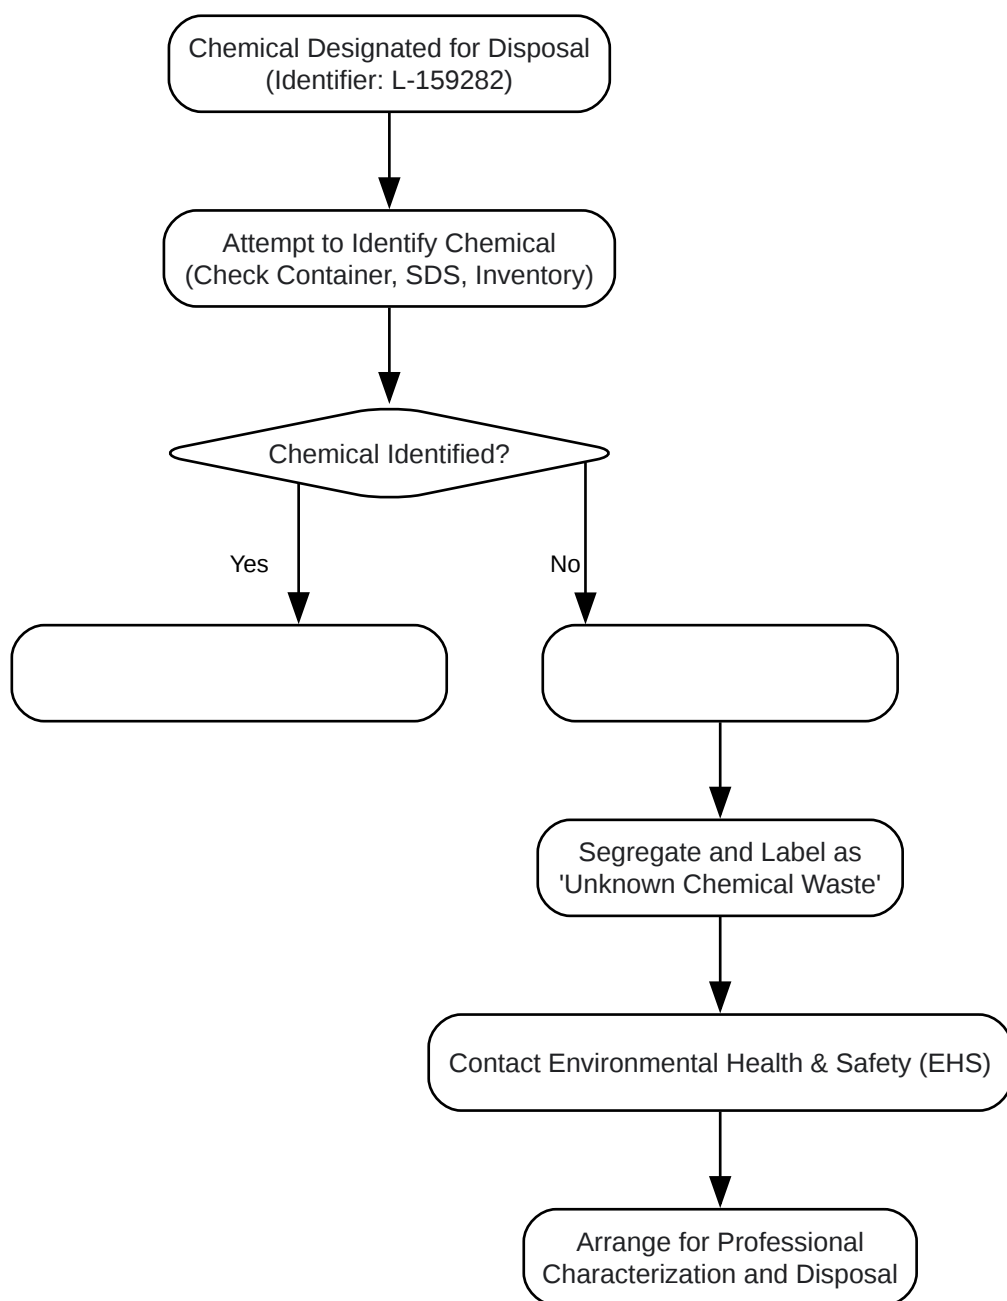 Chemical Designated for Disposal
(Identifier: L-159282)
Attempt to Identify Chemical
(Check Container, SDS, Inventory)
Chemical Identified?
Yes
No
Segregate and Label as
'Unknown Chemical Waste'
Contact Environmental Health & Safety (EHS)
Arrange for Professional
Characterization and Disposal